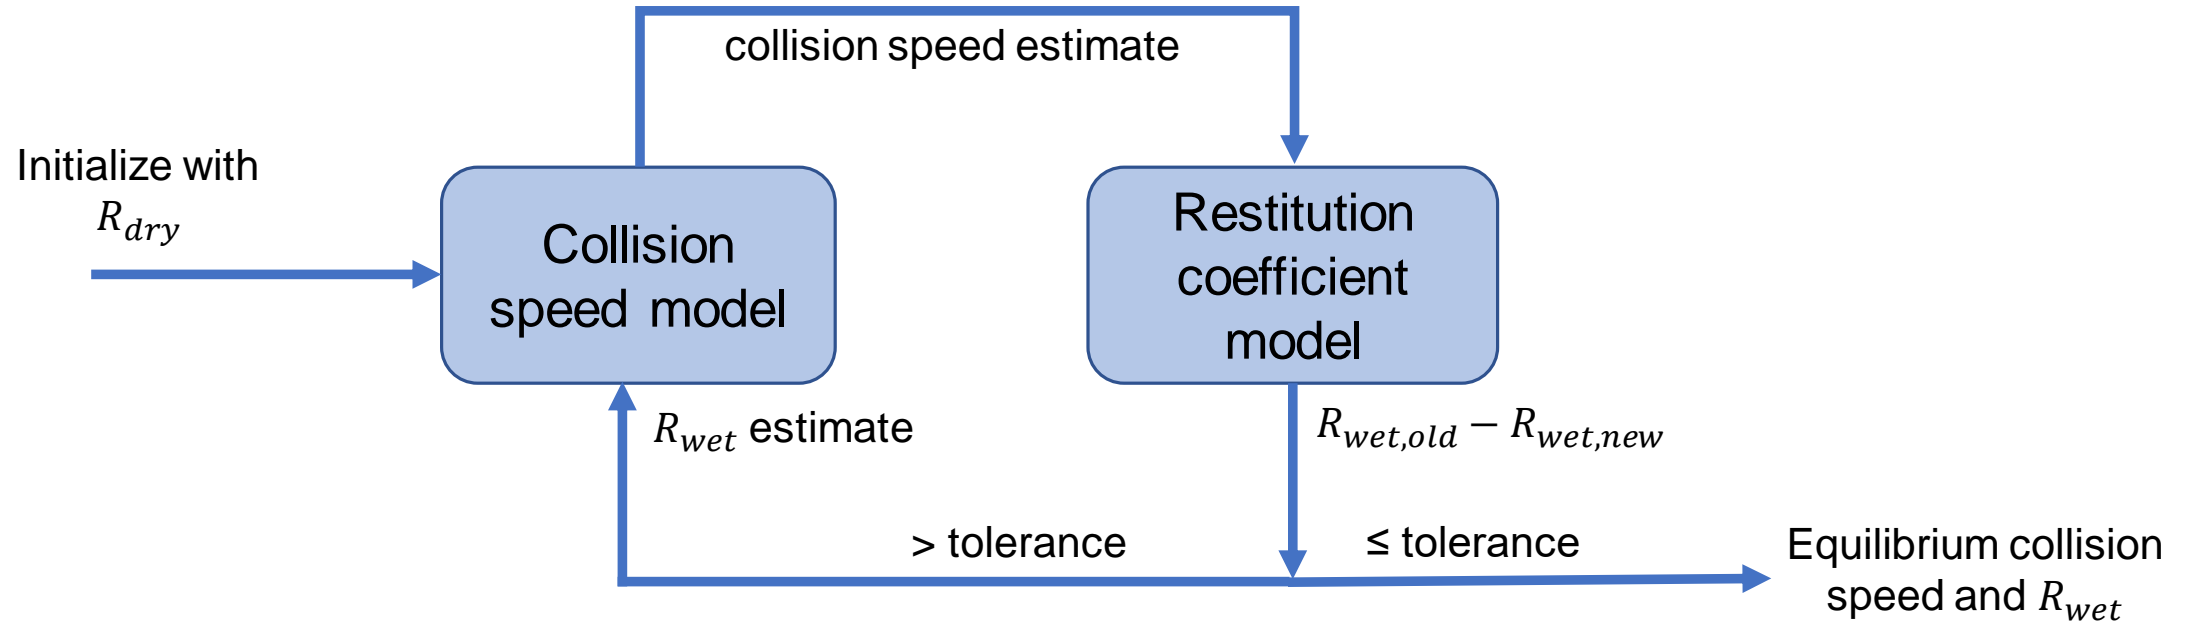 collision speed estimate
Initialize with
R_dry
Collision
speed model
Restitution
coefficient
model
R_wet estimate
R_wet,old − R_wet,new
> tolerance
≤ tolerance
Equilibrium collision
speed and R_wet